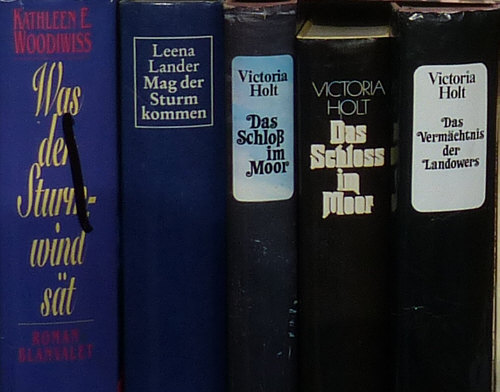 KATHLEEN E.
WOODIWISS
Was
der
Sturm-
wind
sät
ROMAN
BLANVALET
Leena
Lander
Mag der
Sturm
kommen
Victoria
Holt
Das
Schloß
im
Moor
VICTORIA
HOLT
Das
Schloss
im
Moor
Victoria
Holt
Das
Vermächtnis
der
Landowers